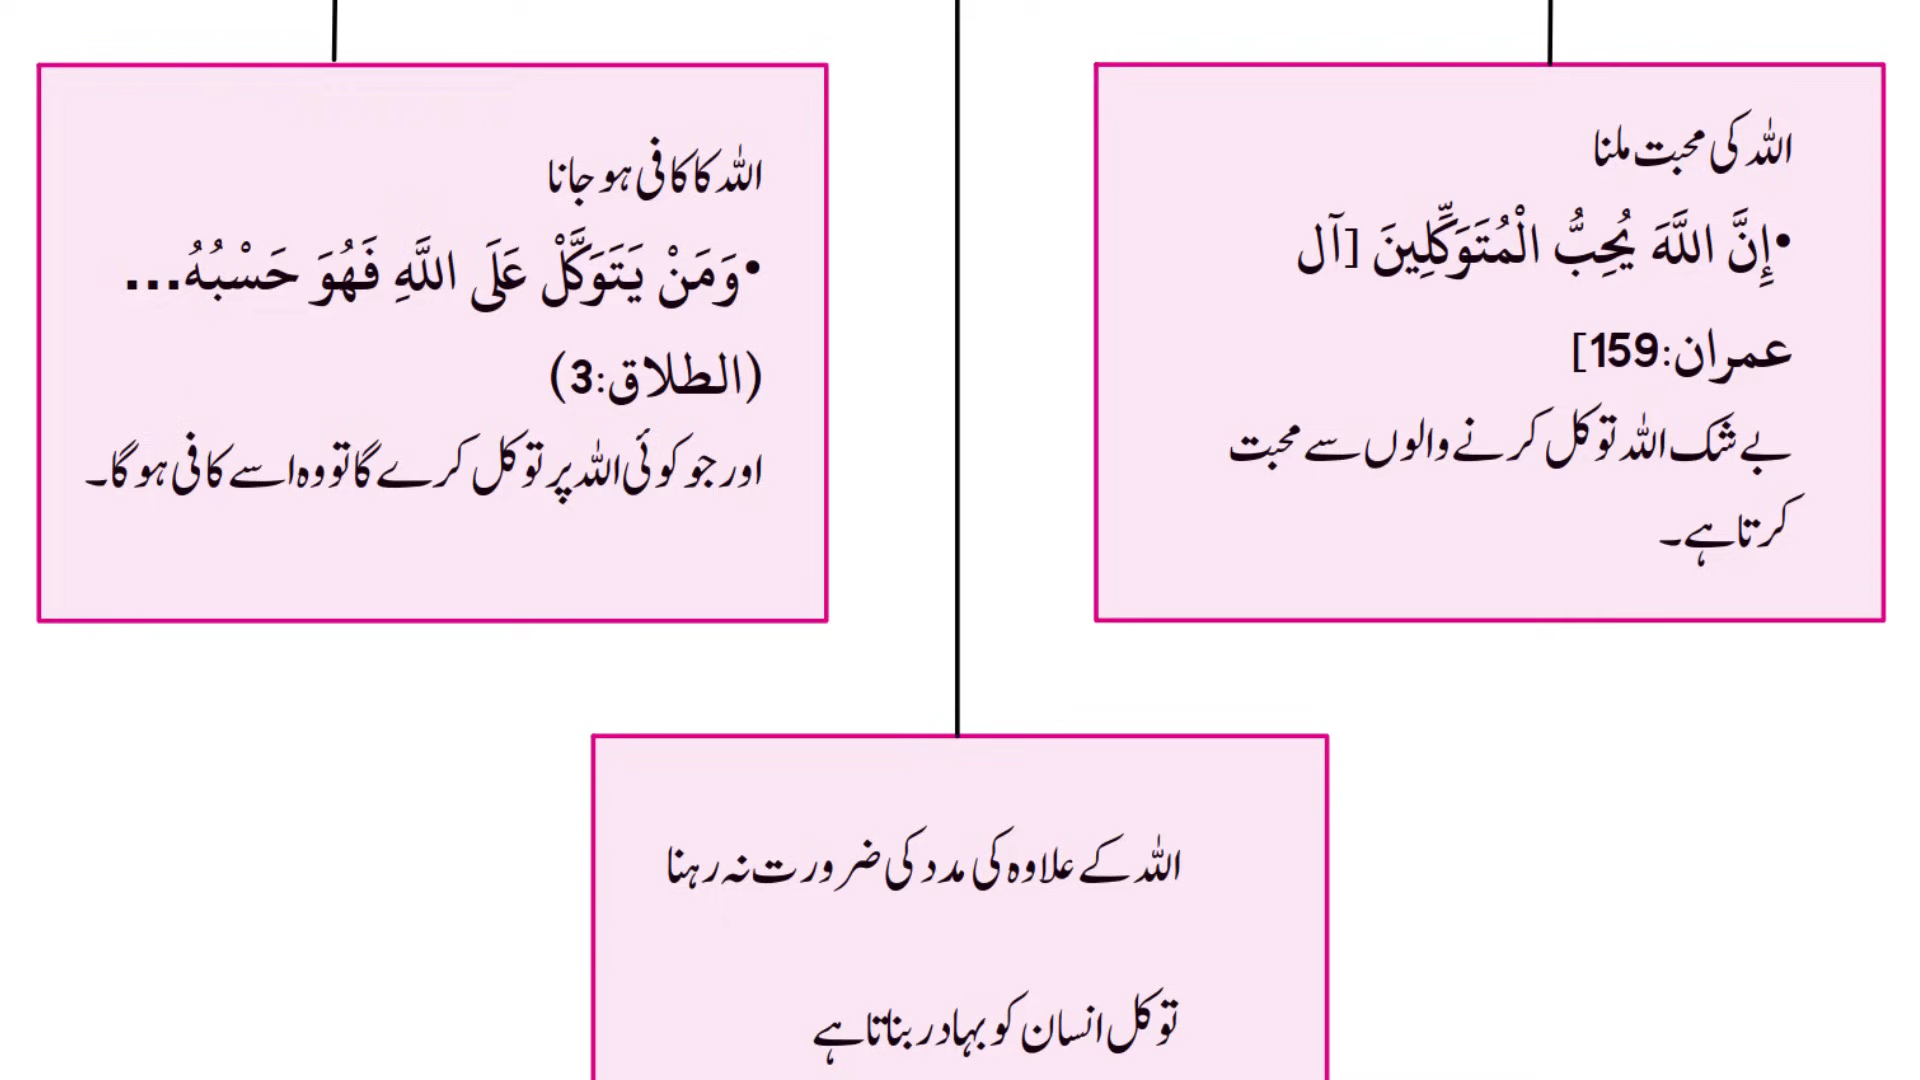 اللہ کی محبت ملنا
•إِنَّ اللَّهَ يُحِبُّ الْمُتَوَكِّلِينَ [آل
عمران:159]
بے شک اللہ توکل کرنے والوں سے محبت
کرتا ہے۔
اللہ کا کافی ہو جانا
•وَمَنْ يَتَوَكَّلْ عَلَى اللَّهِ فَهُوَ حَسْبُهُ...
(الطلاق:3)
اور جو کوئی اللہ پر توکل کرے گا تو وہ اسے کافی ہو گا۔
اللہ کے علاوہ کی مدد کی ضرورت نہ رہنا
توکل انسان کو بہادر بناتا ہے